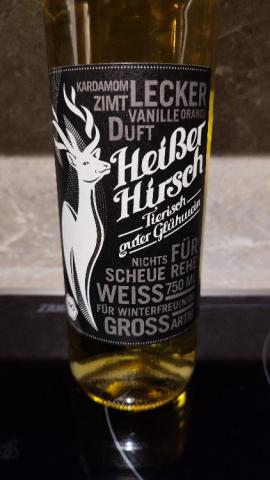 KARDAMOM LECKER
ZIMT
VANILLE ORANGE
DUFT
Heißer
Hirsch
Tierisch
guter Glühwein
NICHTS FÜR
SCHEUE REHE
WEISS 750 ML
FÜR WINTERFREUNDE
GROSSARTIG